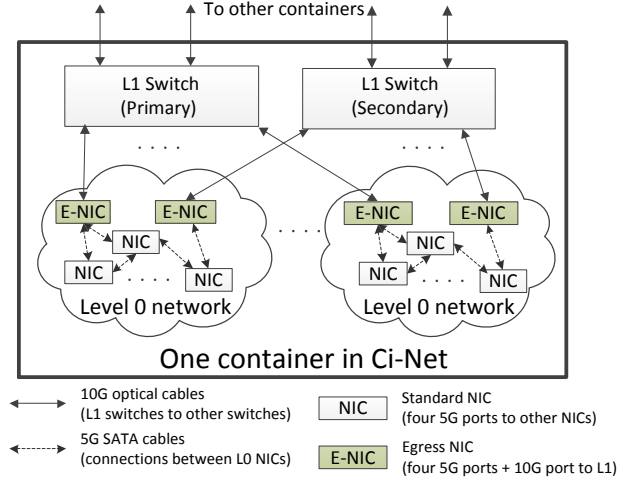 To other containers
L1 Switch
(Primary)
L1 Switch
(Secondary)
. . . .
. . . .
E-NIC
E-NIC
NIC
NIC
. . . .
NIC
Level 0 network
. . . .
E-NIC
E-NIC
NIC
NIC
. . . .
NIC
Level 0 network
One container in Ci-Net
10G optical cables
(L1 switches to other switches)
5G SATA cables
(connections between L0 NICs)
NIC
Standard NIC
(four 5G ports to other NICs)
E-NIC
Egress NIC
(four 5G ports + 10G port to L1)